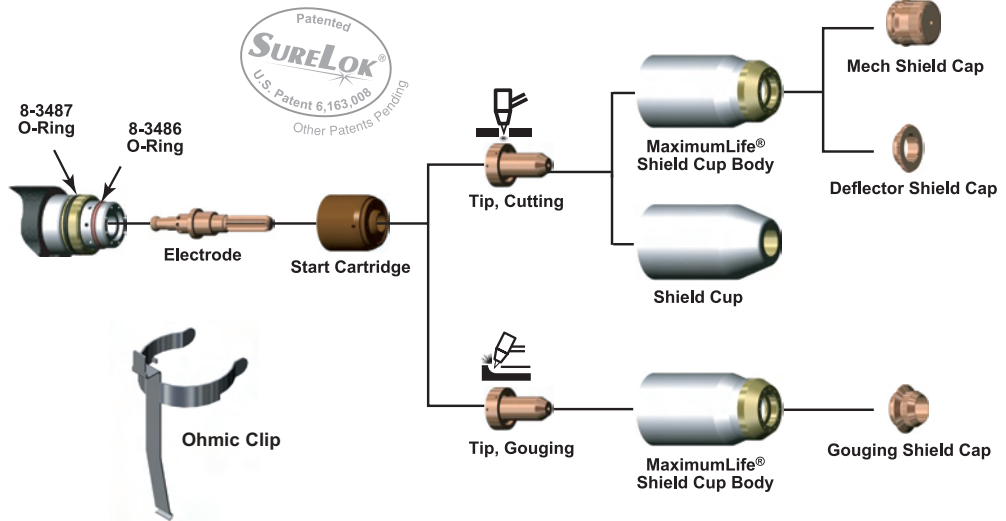 Patented
SURELOK®
U.S. Patent 6,163,008
Other Patents Pending
8-3487
O-Ring
8-3486
O-Ring
Electrode
Start Cartridge
Tip, Cutting
MaximumLife®
Shield Cup Body
Mech Shield Cap
Deflector Shield Cap
Shield Cup
Ohmic Clip
Tip, Gouging
MaximumLife®
Shield Cup Body
Gouging Shield Cap